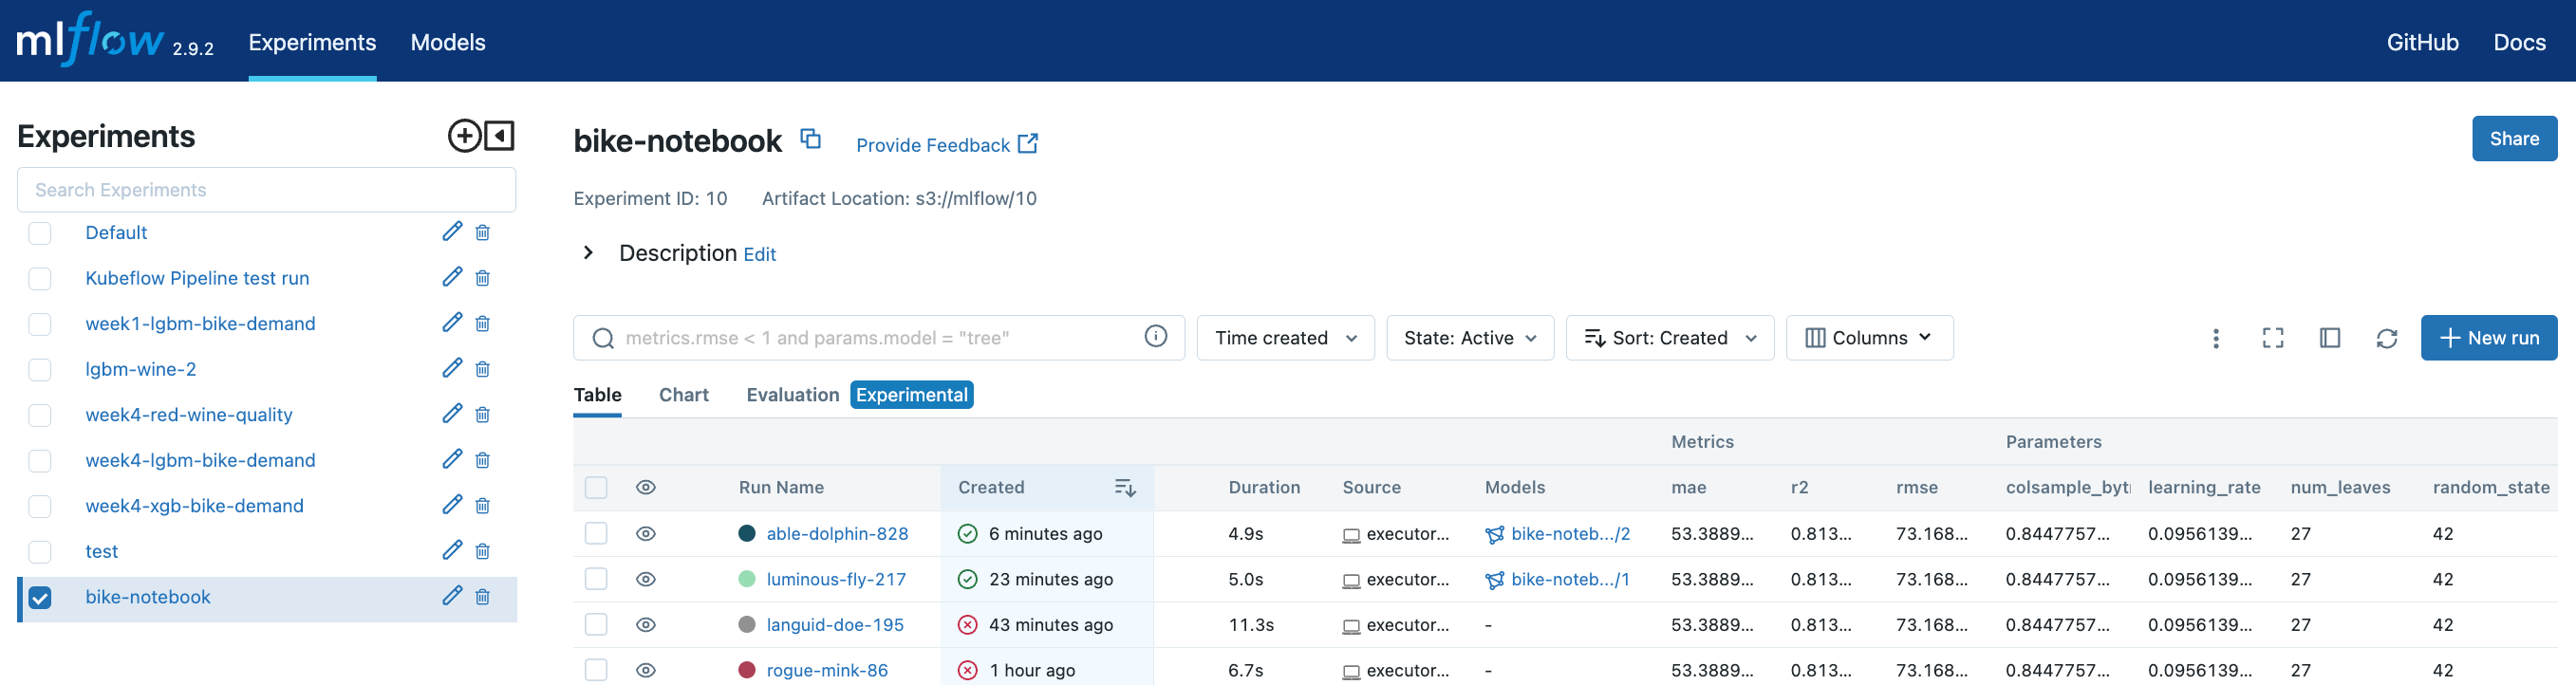 mlflow 2.9.2 Experiments Models GitHub Docs
Experiments
Search Experiments
Default
Kubeflow Pipeline test run
week1-lgbm-bike-demand
lgbm-wine-2
week4-red-wine-quality
week4-lgbm-bike-demand
week4-xgb-bike-demand
test
bike-notebook
bike-notebook Provide Feedback Share
Experiment ID: 10 Artifact Location: s3://mlflow/10
Description Edit
metrics.rmse < 1 and params.model = "tree" Time created State: Active Sort: Created Columns New run
Table Chart Evaluation Experimental
Metrics Parameters
Run Name Created Duration Source Models mae r2 rmse colsample_bytr learning_rate num_leaves random_state
able-dolphin-828 6 minutes ago 4.9s executor... bike-noteb.../2 53.3889... 0.813... 73.168... 0.8447757... 0.0956139... 27 42
luminous-fly-217 23 minutes ago 5.0s executor... bike-noteb.../1 53.3889... 0.813... 73.168... 0.8447757... 0.0956139... 27 42
languid-doe-195 43 minutes ago 11.3s executor... - 53.3889... 0.813... 73.168... 0.8447757... 0.0956139... 27 42
rogue-mink-86 1 hour ago 6.7s executor... - 53.3889... 0.813... 73.168... 0.8447757... 0.0956139... 27 42